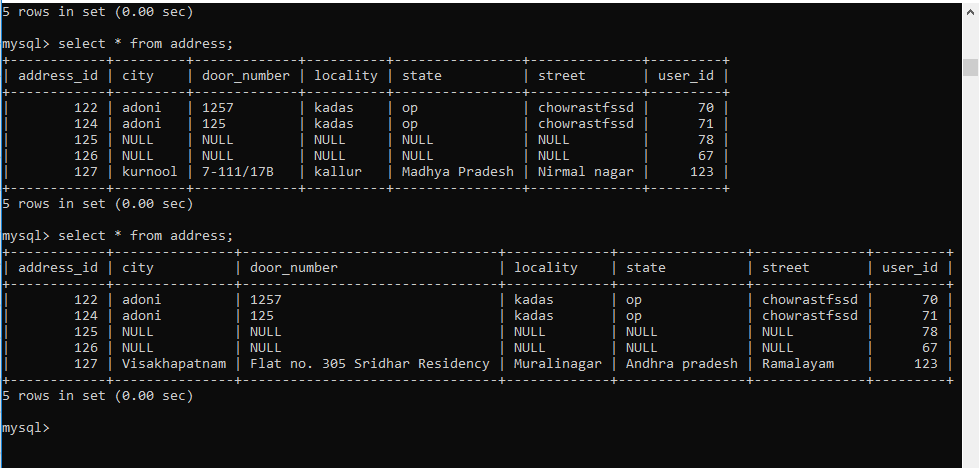 5 rows in set (0.00 sec)
mysql> select * from address;
+------------+---------+-------------+----------+----------------+--------------+---------+
| address_id | city    | door_number | locality | state          | street       | user_id |
+------------+---------+-------------+----------+----------------+--------------+---------+
|        122 | adoni   | 1257        | kadas    | op             | chowrastfssd |      70 |
|        124 | adoni   | 125         | kadas    | op             | chowrastfssd |      71 |
|        125 | NULL    | NULL        | NULL     | NULL           | NULL         |      78 |
|        126 | NULL    | NULL        | NULL     | NULL           | NULL         |      67 |
|        127 | kurnool | 7-111/17B   | kallur   | Madhya Pradesh | Nirmal nagar |     123 |
+------------+---------+-------------+----------+----------------+--------------+---------+
5 rows in set (0.00 sec)
mysql> select * from address;
+------------+---------------+--------------------------------+-------------+----------------+--------------+---------+
| address_id | city          | door_number                    | locality    | state          | street       | user_id |
+------------+---------------+--------------------------------+-------------+----------------+--------------+---------+
|        122 | adoni         | 1257                           | kadas       | op             | chowrastfssd |      70 |
|        124 | adoni         | 125                            | kadas       | op             | chowrastfssd |      71 |
|        125 | NULL          | NULL                           | NULL        | NULL           | NULL         |      78 |
|        126 | NULL          | NULL                           | NULL        | NULL           | NULL         |      67 |
|        127 | Visakhapatnam | Flat no. 305 Sridhar Residency | Muralinagar | Andhra pradesh | Ramalayam    |     123 |
+------------+---------------+--------------------------------+-------------+----------------+--------------+---------+
5 rows in set (0.00 sec)
mysql>